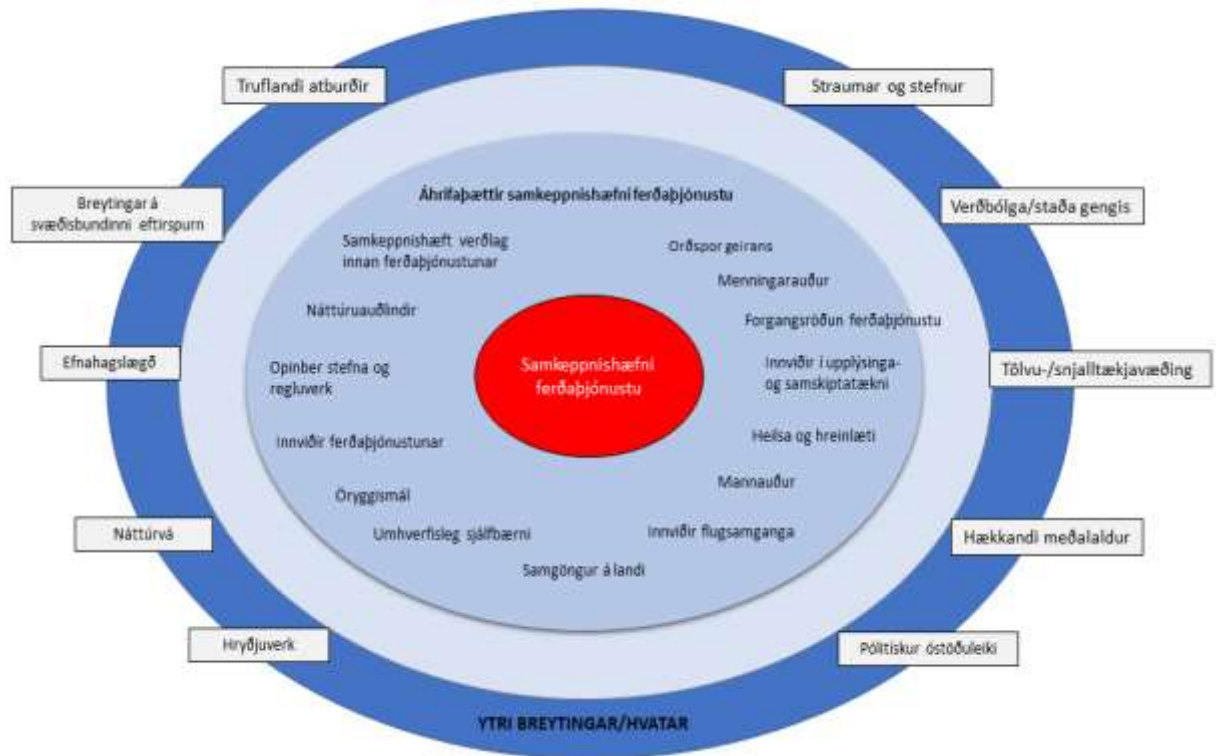 Truflandi atburðir
Straumar og stefnur
Breytingar á
svæðisbundinni eftirspurn
Verðbólga/staða gengis
Áhrifaþættir samkeppnishæfni ferðaþjónustu
Samkeppnishæft verðlag
innan ferðaþjónustunar
Orðspor geirans
Menningarauður
Náttúruauðlindir
Forgangsröðun ferðaþjónustu
Efnahagslægð
Opinber stefna og
regluverk
Samkeppnishæfni
ferðaþjónustu
Innviðir í upplýsinga-
og samskiptatækni
Tölvu-/snjalltækjavæðing
Innviðir ferðaþjónustunar
Heilsa og hreinlæti
Öryggismál
Mannauður
Náttúrvá
Umhverfisleg sjálfbærni
Innviðir flugsamganga
Hækkandi meðalaldur
Samgöngur á landi
Hryðjuverk
Pólitískur óstöðuleiki
YTRI BREYTINGAR/HVATAR